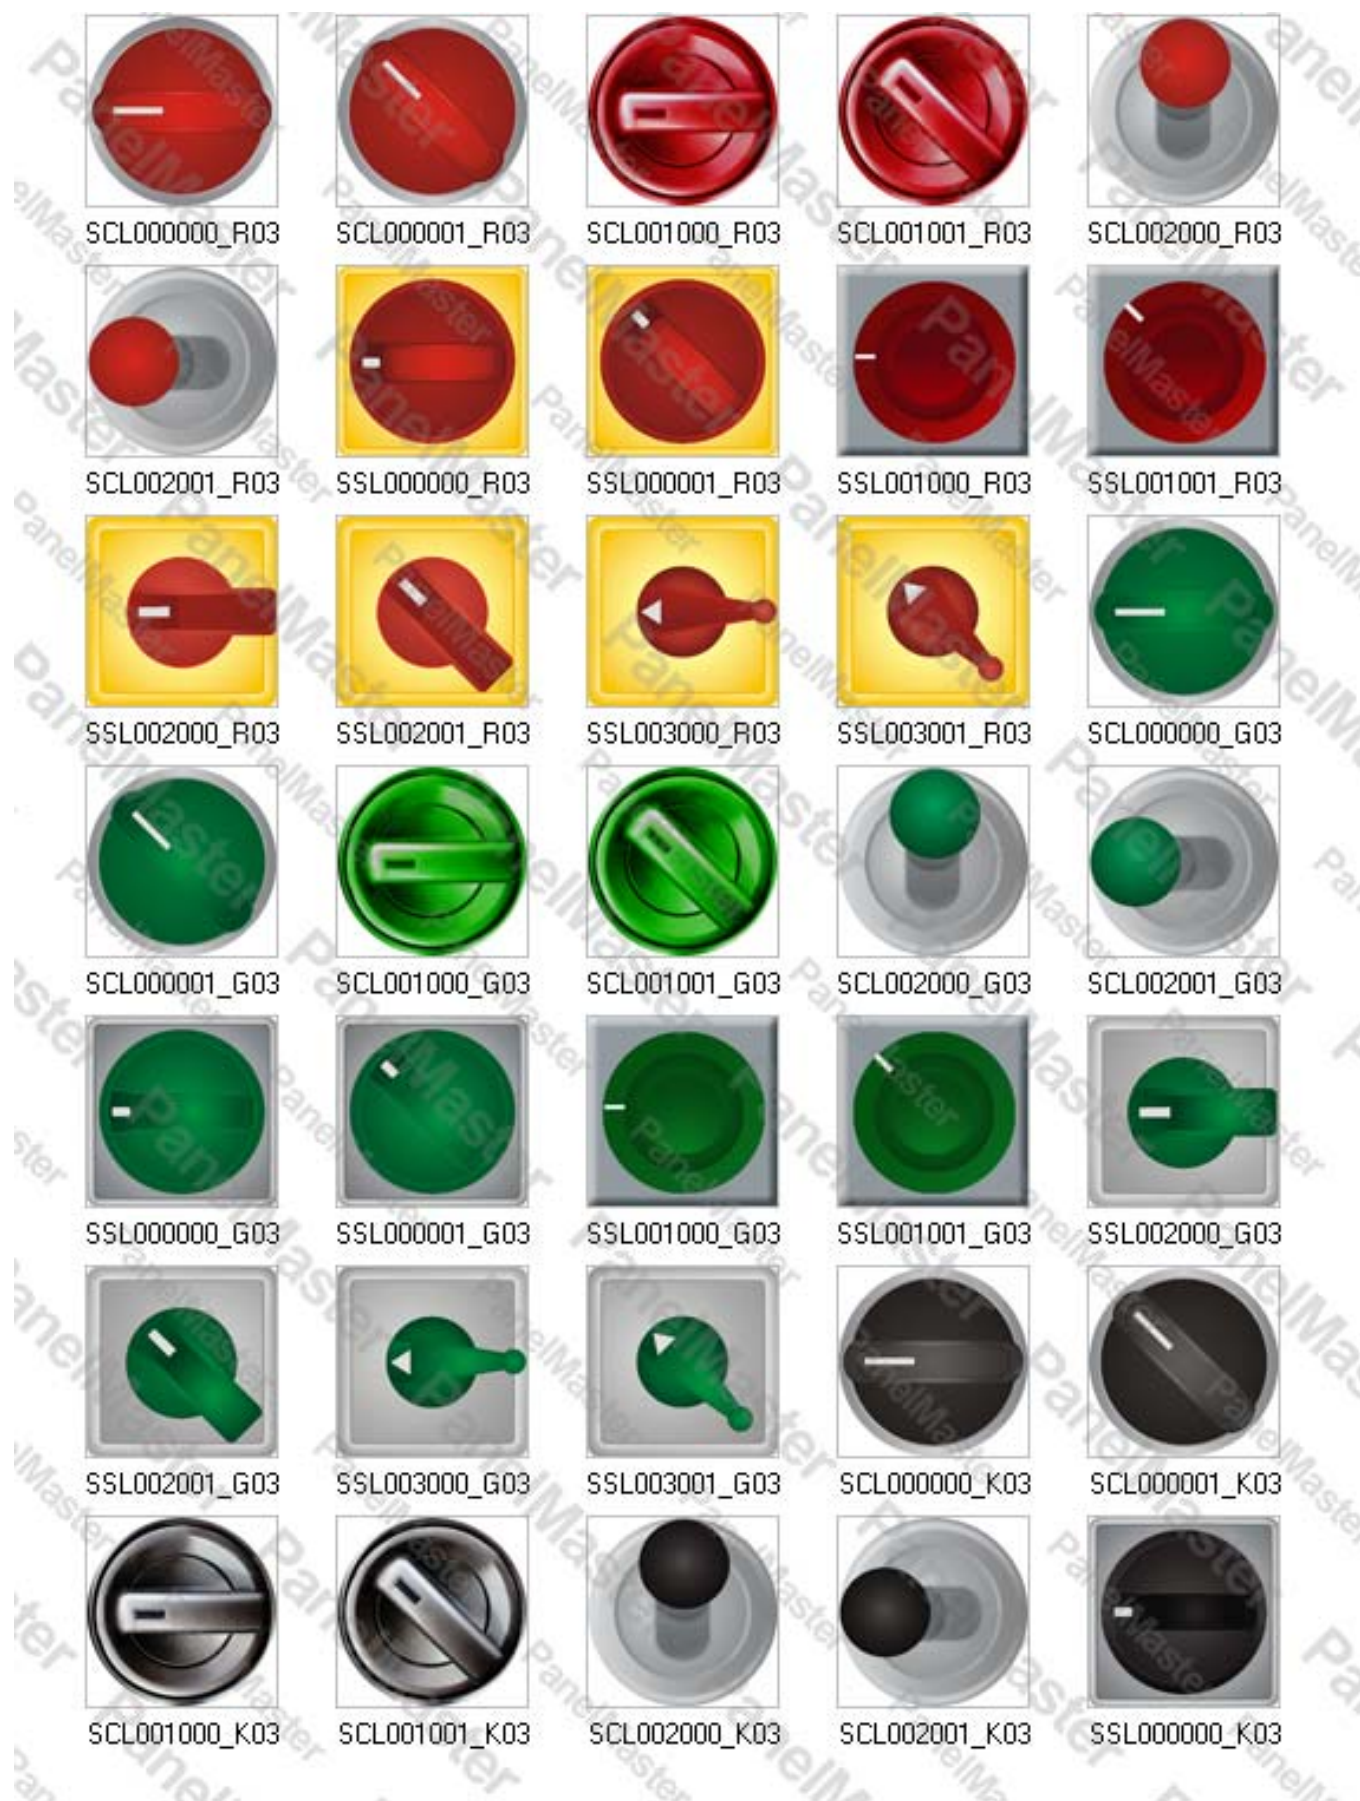 SCL000000_R03 SCL000001_R03 SCL001000_R03 SCL001001_R03 SCL002000_R03
SCL002001_R03 SSL000000_R03 SSL000001_R03 SSL001000_R03 SSL001001_R03
SSL002000_R03 SSL002001_R03 SSL003000_R03 SSL003001_R03 SCL000000_G03
SCL000001_G03 SCL001000_G03 SCL001001_G03 SCL002000_G03 SCL002001_G03
SSL000000_G03 SSL000001_G03 SSL001000_G03 SSL001001_G03 SSL002000_G03
SSL002001_G03 SSL003000_G03 SSL003001_G03 SCL000000_K03 SCL000001_K03
SCL001000_K03 SCL001001_K03 SCL002000_K03 SCL002001_K03 SSL000000_K03
PanelMaster